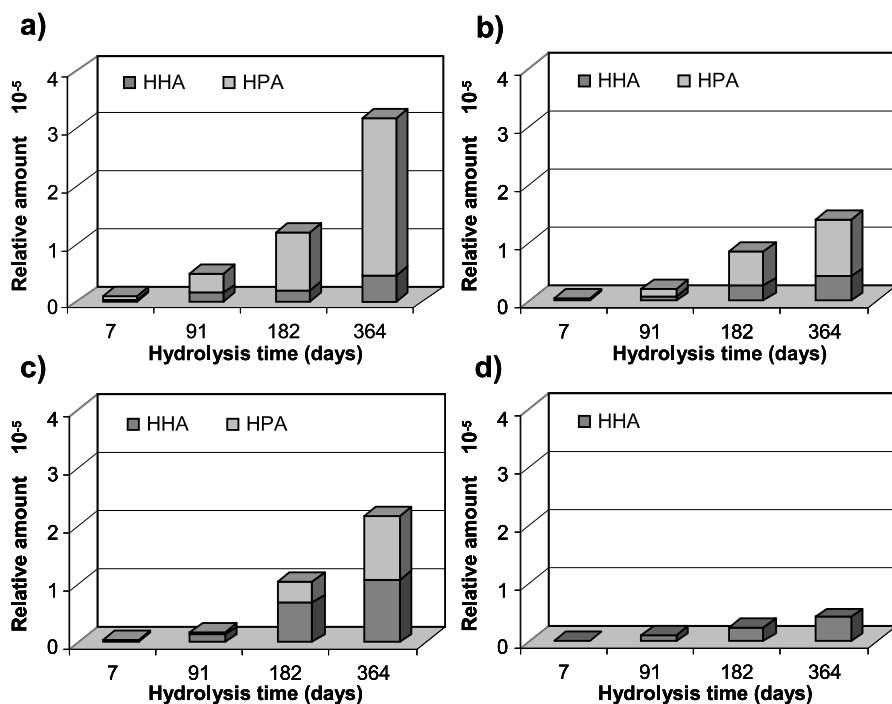 a)
Relative amount 10-5
4
3
2
1
0
HHA HPA
7 91 182 364
Hydrolysis time (days)
b)
Relative amount 10-5
4
3
2
1
0
HHA HPA
7 91 182 364
Hydrolysis time (days)
c)
Relative amount 10-5
4
3
2
1
0
HHA HPA
7 91 182 364
Hydrolysis time (days)
d)
Relative amount 10-5
4
3
2
1
0
HHA
7 91 182 364
Hydrolysis time (days)